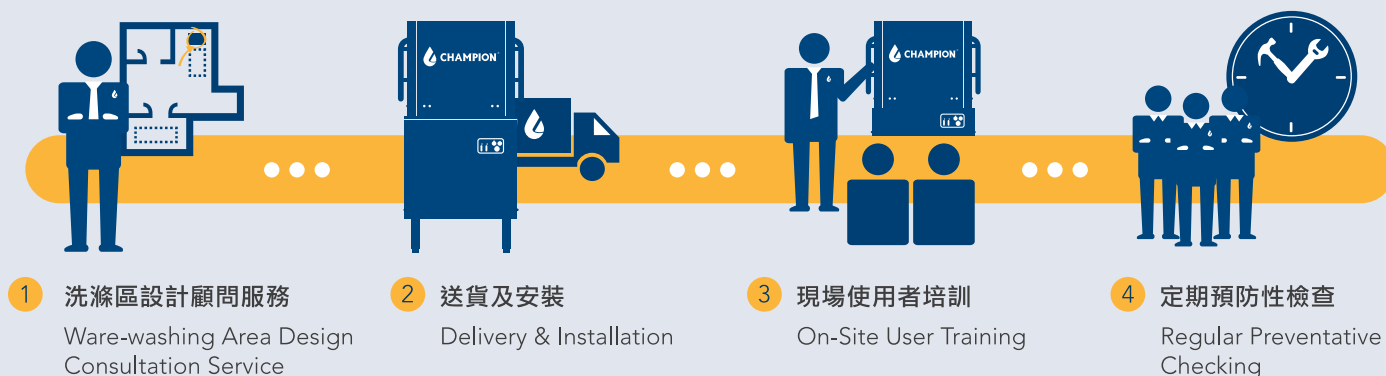 CHAMPION
CHAMPION
1 洗滌區設計顧問服務
Ware-washing Area Design
Consultation Service
2 送貨及安裝
Delivery & Installation
3 現場使用者培訓
On-Site User Training
4 定期預防性檢查
Regular Preventative
Checking